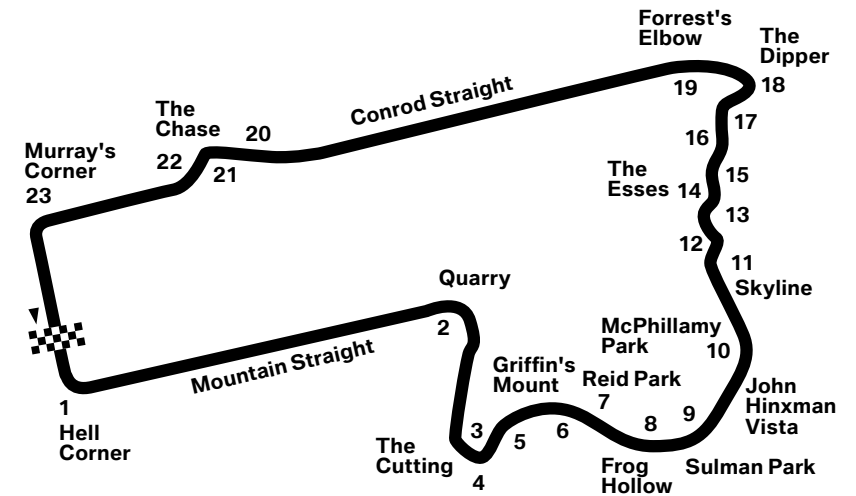 Forrest's
Elbow
The
Dipper
19
18
Conrod Straight
The
Chase
20
17
16
Murray's
Corner
23
22
21
The
Esses
15
14
13
12
11
Skyline
Quarry
2
McPhillamy
Park
10
Mountain Straight
Griffin's
Mount
Reid Park
7
John
Hinxman
Vista
1
Hell
Corner
The
Cutting
3
4
5
6
8
9
Frog
Hollow
Sulman Park